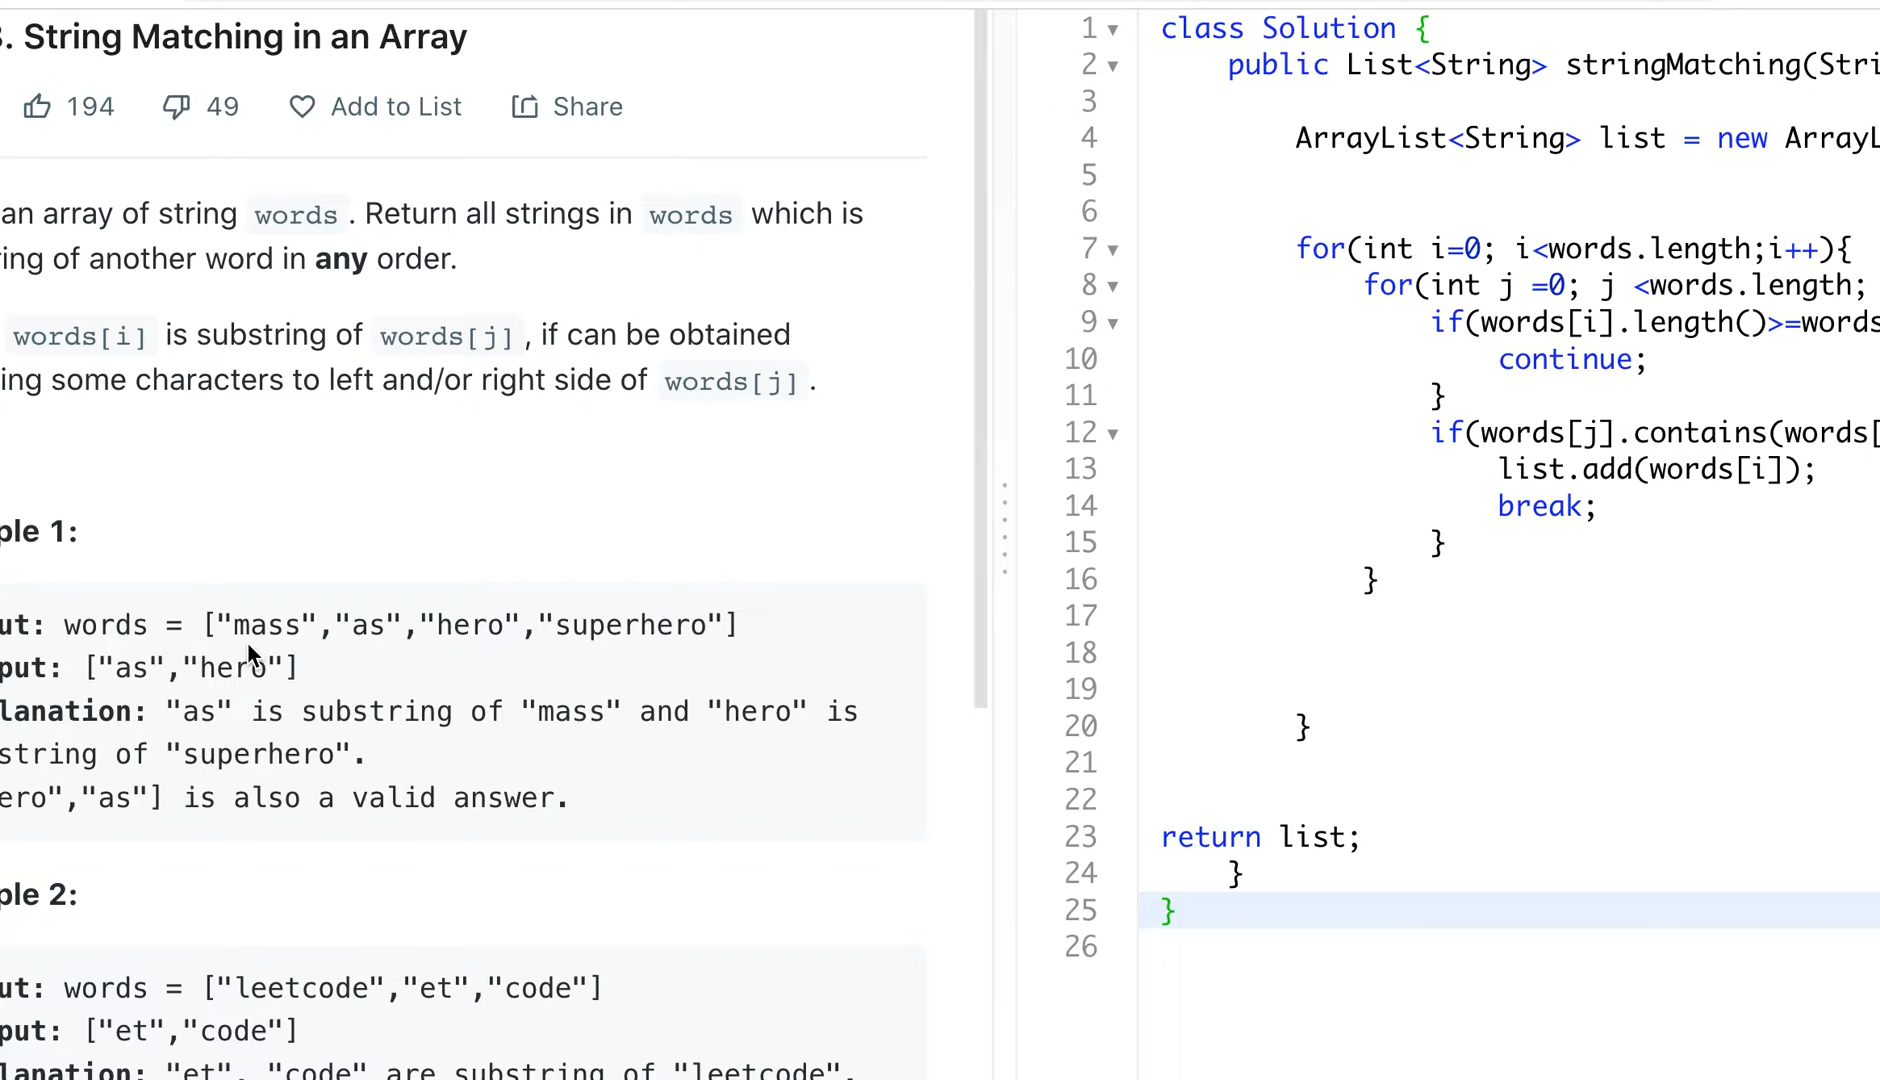 . String Matching in an Array
194 49 Add to List Share
an array of string words . Return all strings in words which is
ing of another word in any order.
words[i] is substring of words[j] , if can be obtained
ing some characters to left and/or right side of words[j] .
ple 1:
ut: words = ["mass","as","hero","superhero"]
put: ["as","hero"]
lanation: "as" is substring of "mass" and "hero" is
string of "superhero".
ero","as"] is also a valid answer.
ple 2:
ut: words = ["leetcode","et","code"]
put: ["et","code"]
lanation: "et", "code" are substring of "leetcode".
1 class Solution {
2 public List<String> stringMatching(Stri
3
4 ArrayList<String> list = new ArrayL
5
6
7 for(int i=0; i<words.length;i++){
8 for(int j =0; j <words.length;
9 if(words[i].length()>=words
10 continue;
11 }
12 if(words[j].contains(words[
13 list.add(words[i]);
14 break;
15 }
16 }
17
18
19
20 }
21
22
23 return list;
24 }
25 }
26